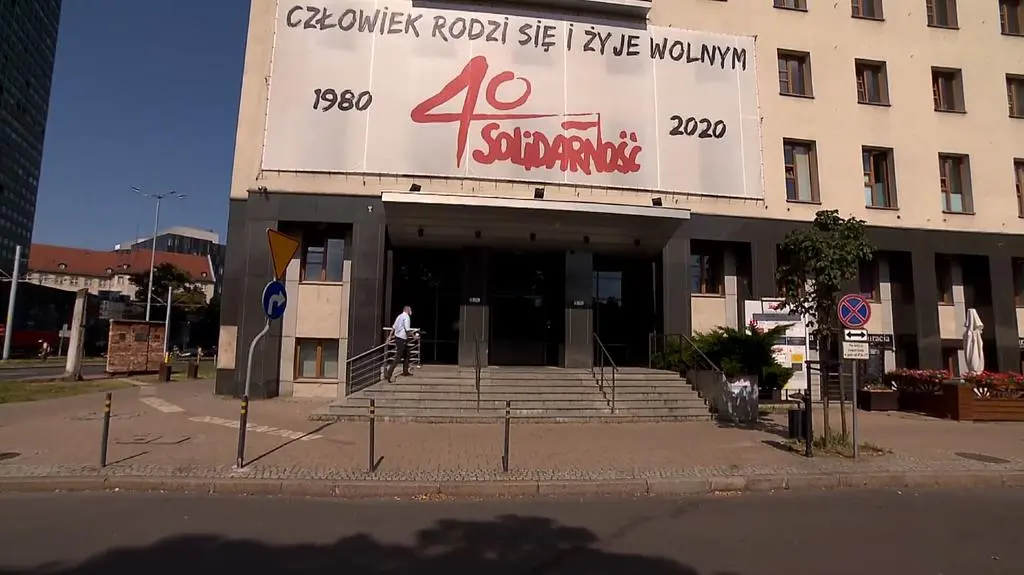 CZŁOWIEK RODZI SIĘ I ŻYJE WOLNYM
1980
40
2020
SOLIDARNOŚĆ